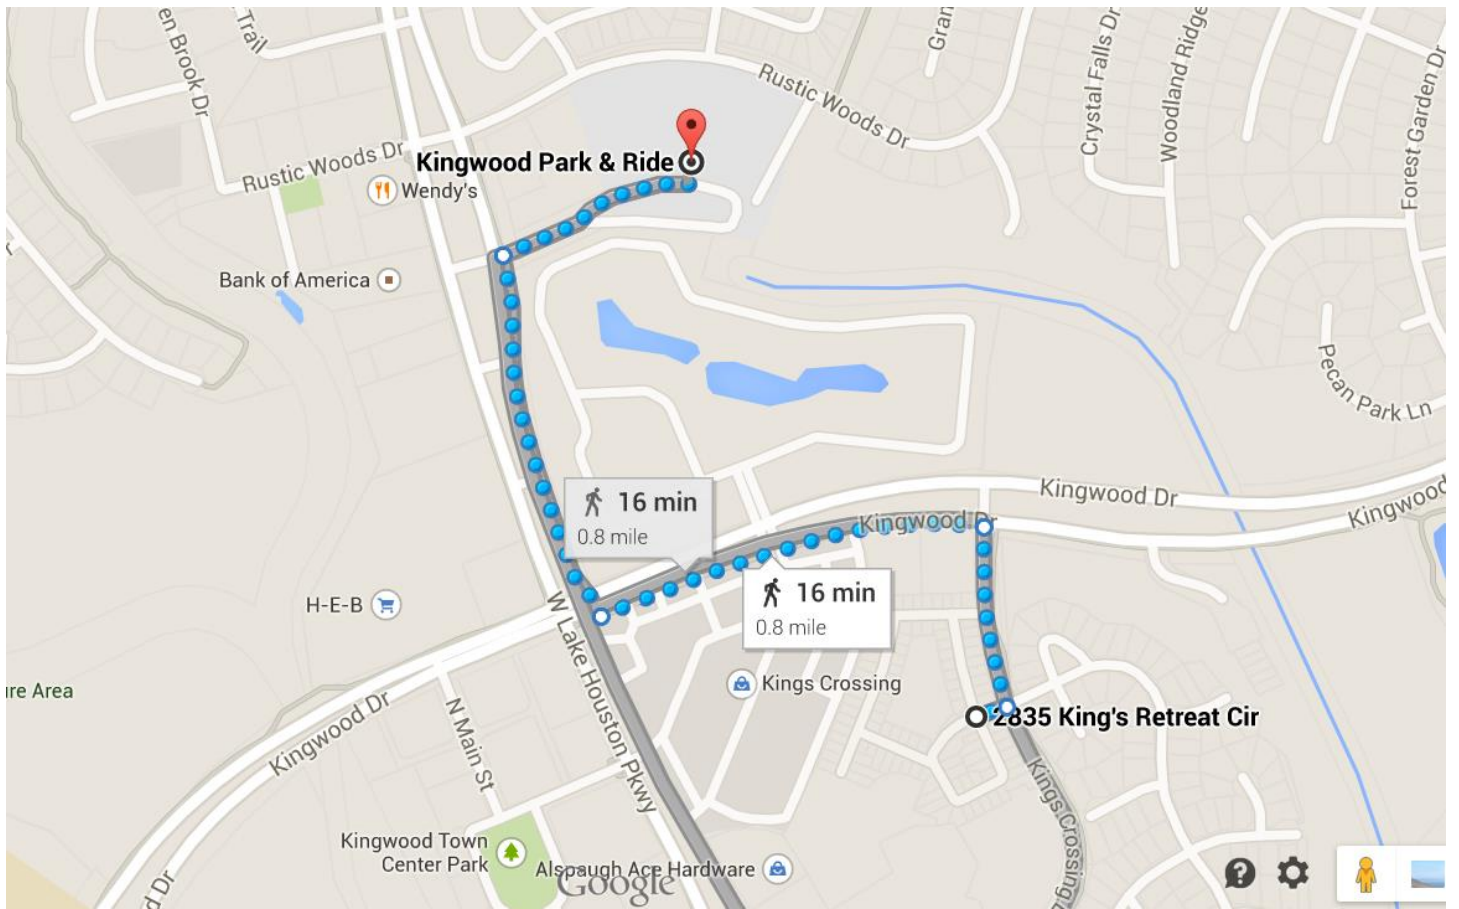 en Brook Dr
Trail
Gran
Crystal Falls Dr
Woodland Ridge
Forest Garden Dr
Rustic Woods Dr
Rustic Woods Dr
Kingwood Park & Ride
Wendy's
Bank of America
Pecan Park Ln
16 min
0.8 mile
Kingwood Dr
Kingwood Dr
Kingwood
16 min
0.8 mile
H-E-B
W Lake Houston Pkwy
Kings Crossing
ure Area
Kingwood Dr
N Main St
2835 King's Retreat Cir
Kings Crossing
Kingwood Town
Center Park
Alspaugh Ace Hardware
Google
d Dr